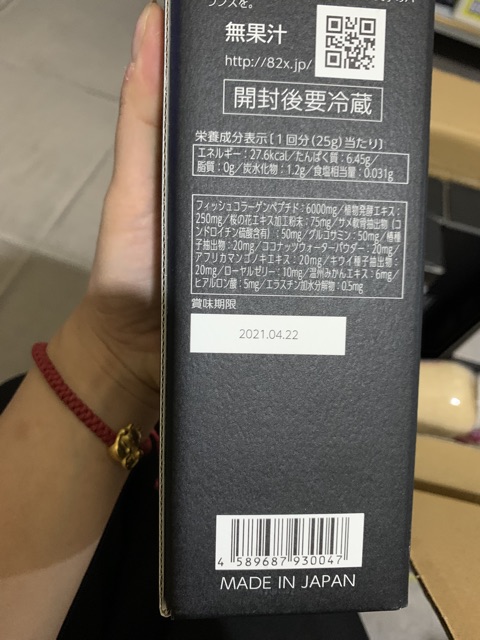 ランスを。
無果汁
http://82x.jp/
開封後要冷蔵
栄養成分表示〔1回分(25g)当たり〕
エネルギー:27.6kcal/たんぱく質:6.45g/
脂質:0g/炭水化物:1.2g/食塩相当量:0.031g
フィッシュコラーゲンペプチド:6000mg/植物発酵エキス:
250mg/桜の花エキス加工粉末:75mg/サメ軟骨抽出物(コ
ンドロイチン硫酸含有):50mg/グルコサミン:50mg/椿種
子抽出物:20mg/ココナッツウォーターパウダー:20mg/
アフリカマンゴノキエキス:20mg/キウイ種子抽出物:
20mg/ローヤルゼリー:10mg/温州みかんエキス:6mg/
ヒアルロン酸:5mg/エラスチン加水分解物:0.5mg
賞味期限
2021.04.22
4 589687 930047
MADE IN JAPAN